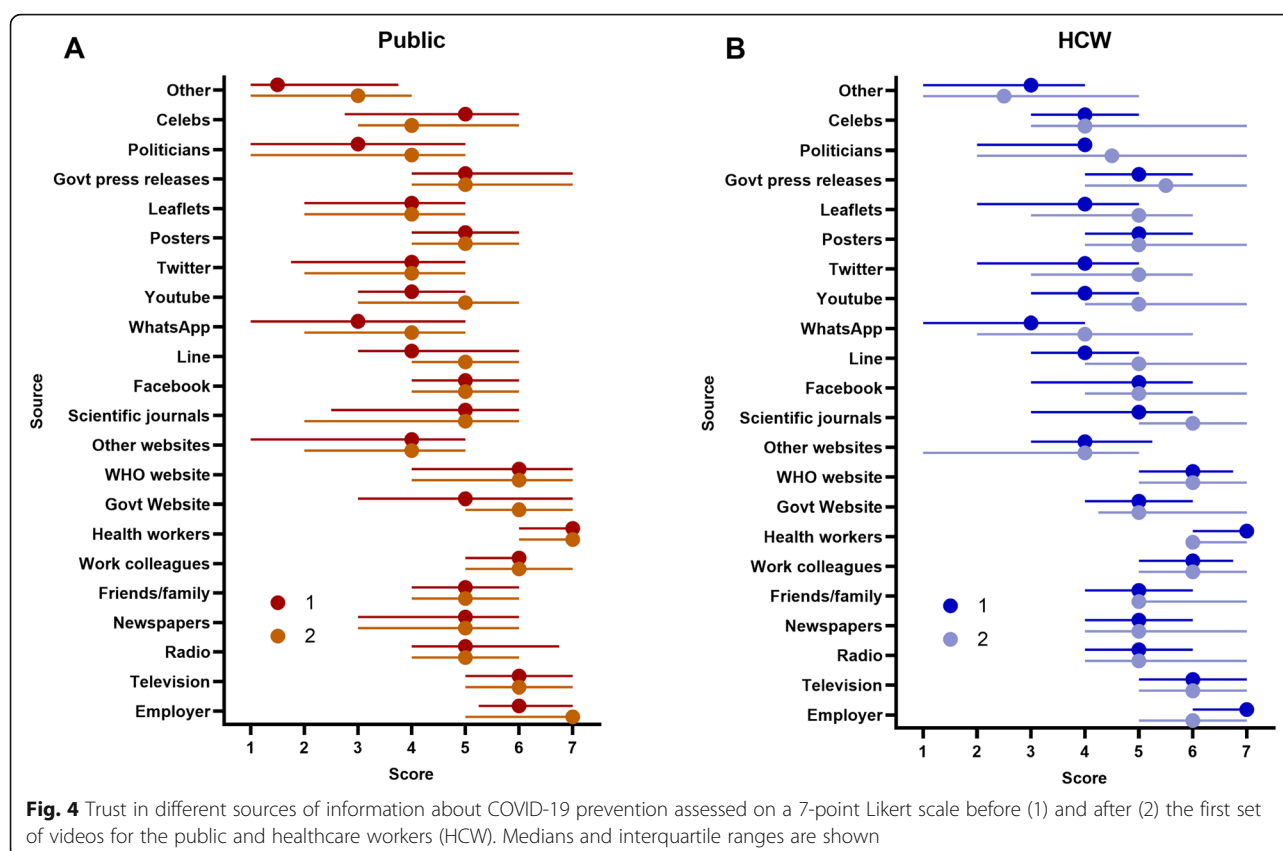 A
Public
Source
Other
Celebs
Politicians
Govt press releases
Leaflets
Posters
Twitter
Youtube
WhatsApp
Line
Facebook
Scientific journals
Other websites
WHO website
Govt Website
Health workers
Work colleagues
Friends/family
Newspapers
Radio
Television
Employer
1
2
1 2 3 4 5 6 7
Score
B
HCW
Source
Other
Celebs
Politicians
Govt press releases
Leaflets
Posters
Twitter
Youtube
WhatsApp
Line
Facebook
Scientific journals
Other websites
WHO website
Govt Website
Health workers
Work colleagues
Friends/family
Newspapers
Radio
Television
Employer
1
2
1 2 3 4 5 6 7
Score
Fig. 4 Trust in different sources of information about COVID-19 prevention assessed on a 7-point Likert scale before (1) and after (2) the first set
of videos for the public and healthcare workers (HCW). Medians and interquartile ranges are shown